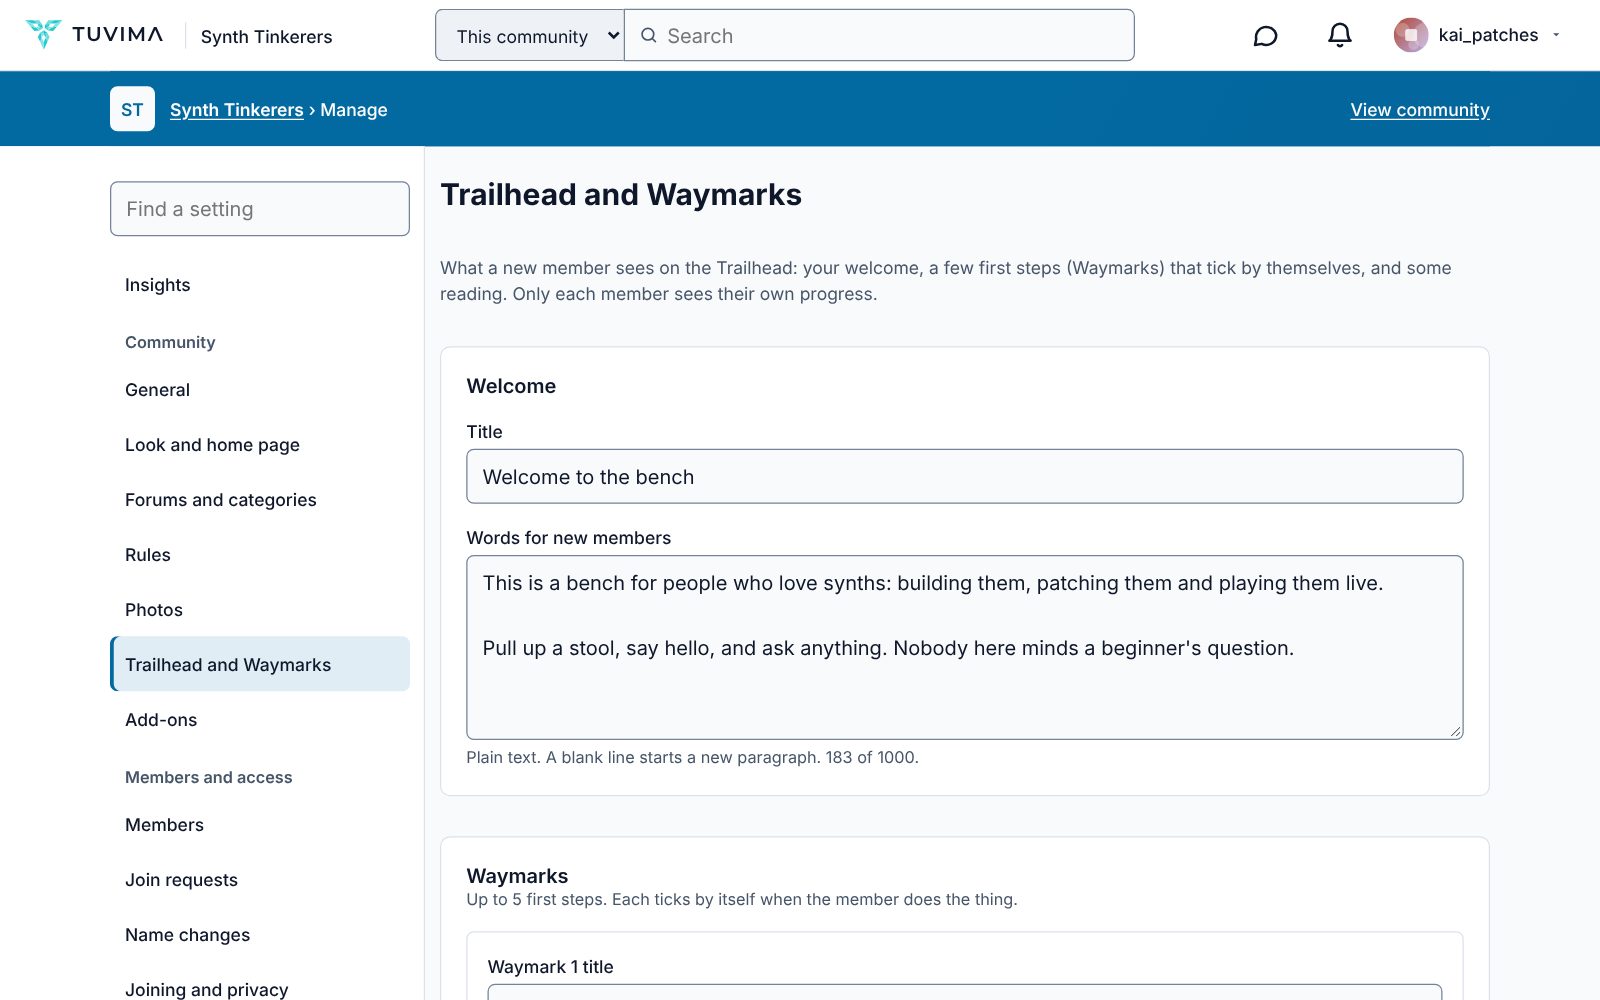 TUVIMA
Synth Tinkerers
This community
Search
kai_patches
ST
Synth Tinkerers › Manage
View community
Find a setting
Insights
Community
General
Look and home page
Forums and categories
Rules
Photos
Trailhead and Waymarks
Add-ons
Members and access
Members
Join requests
Name changes
Joining and privacy
Trailhead and Waymarks
What a new member sees on the Trailhead: your welcome, a few first steps (Waymarks) that tick by themselves, and some
reading. Only each member sees their own progress.
Welcome
Title
Welcome to the bench
Words for new members
This is a bench for people who love synths: building them, patching them and playing them live.
Pull up a stool, say hello, and ask anything. Nobody here minds a beginner's question.
Plain text. A blank line starts a new paragraph. 183 of 1000.
Waymarks
Up to 5 first steps. Each ticks by itself when the member does the thing.
Waymark 1 title